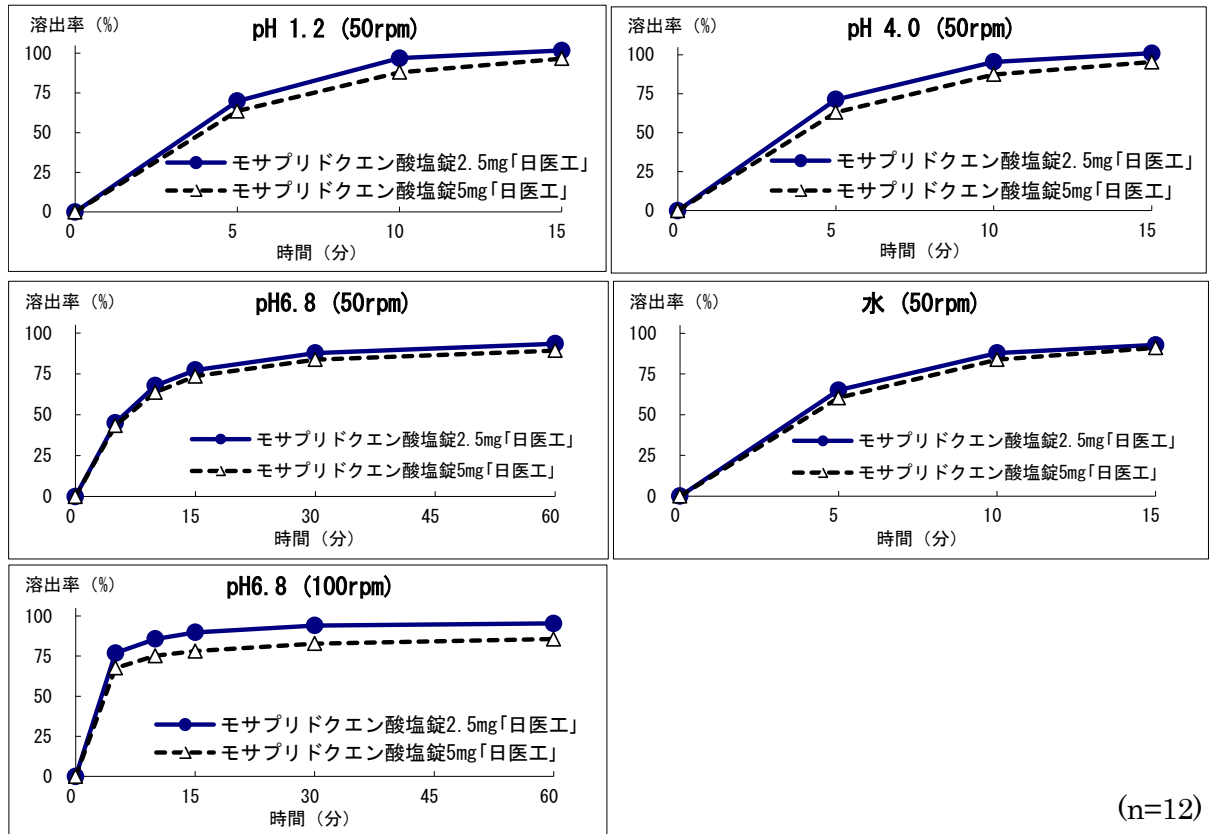 溶出率 (%)
pH 1.2 (50rpm)
100
75
50
25
0
モサプリドクエン酸塩錠2.5mg｢日医工｣
モサプリドクエン酸塩錠5mg｢日医工｣
0 5 10 15
時間（分）
溶出率 (%)
pH 4.0 (50rpm)
100
75
50
25
0
モサプリドクエン酸塩錠2.5mg｢日医工｣
モサプリドクエン酸塩錠5mg｢日医工｣
0 5 10 15
時間（分）
溶出率 (%)
pH6.8 (50rpm)
100
75
50
25
0
モサプリドクエン酸塩錠2.5mg｢日医工｣
モサプリドクエン酸塩錠5mg｢日医工｣
0 15 30 45 60
時間（分）
溶出率 (%)
水 (50rpm)
100
75
50
25
0
モサプリドクエン酸塩錠2.5mg｢日医工｣
モサプリドクエン酸塩錠5mg｢日医工｣
0 5 10 15
時間（分）
溶出率 (%)
pH6.8 (100rpm)
100
75
50
25
0
モサプリドクエン酸塩錠2.5mg｢日医工｣
モサプリドクエン酸塩錠5mg｢日医工｣
0 15 30 45 60
時間（分）
(n=12)